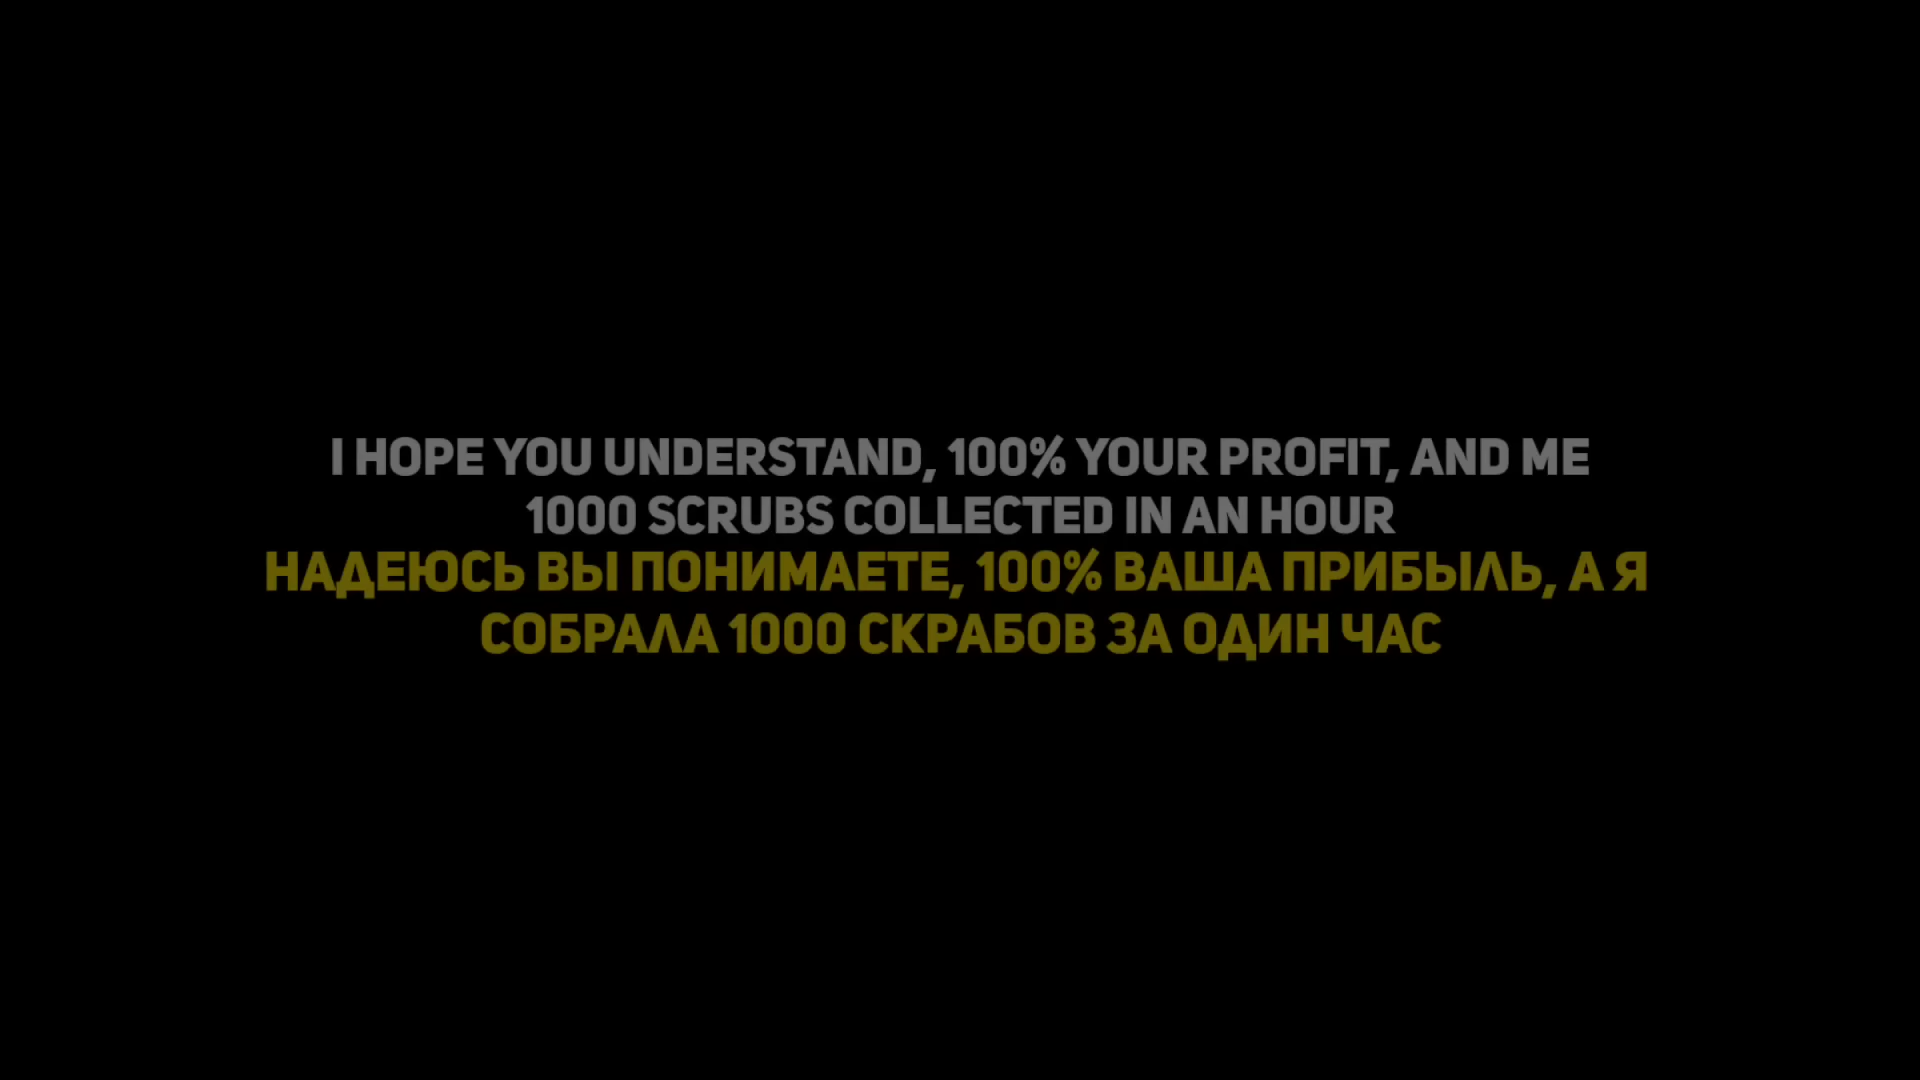 I HOPE YOU UNDERSTAND, 100% YOUR PROFIT, AND ME
1000 SCRUBS COLLECTED IN AN HOUR
НАДЕЮСЬ ВЫ ПОНИМАЕТЕ, 100% ВАША ПРИБЫЛЬ, А Я
СОБРАЛА 1000 СКРАБОВ ЗА ОДИН ЧАС